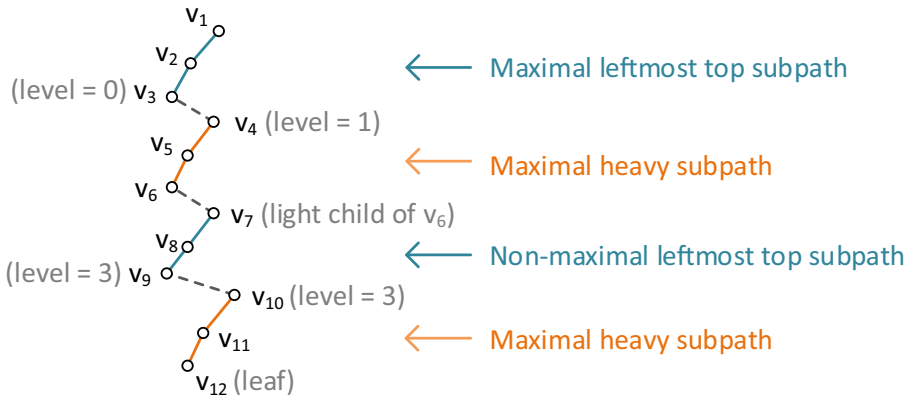 v₁
v₂
Maximal leftmost top subpath
(level = 0) v₃
v₄ (level = 1)
v₅
Maximal heavy subpath
v₆
v₇ (light child of v₆)
v₈
Non-maximal leftmost top subpath
(level = 3) v₉
v₁₀ (level = 3)
v₁₁
Maximal heavy subpath
v₁₂ (leaf)